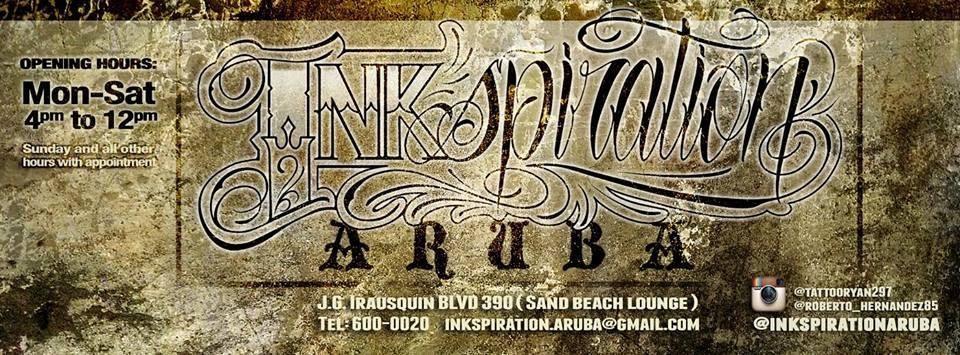 OPENING HOURS:
Mon-Sat
4pm to 12pm
Sunday and all other
hours with appointment
INKspiration
ARUBA
J.G. IRAUSQUIN BLVD 390 ( SAND BEACH LOUNGE )
TEL: 600-0020 INKSPIRATION.ARUBA@GMAIL.COM
@TATTOORYAN297
@ROBERTO_HERNANDEZ85
@INKSPIRATIONARUBA